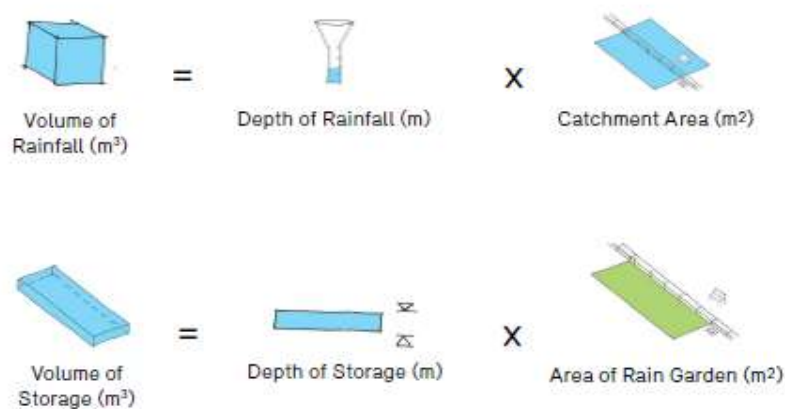 =
x
Volume of
Rainfall (m³)
Depth of Rainfall (m)
Catchment Area (m²)
=
x
Volume of
Storage (m³)
Depth of Storage (m)
Area of Rain Garden (m²)